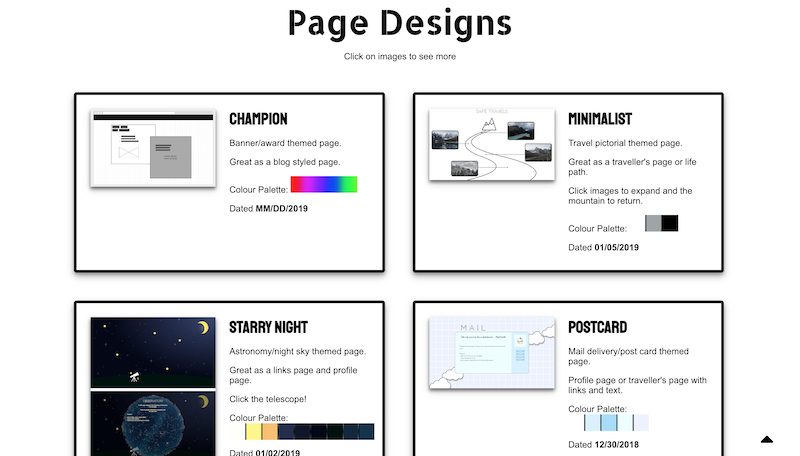 Page Designs
Click on images to see more
CHAMPION
Banner/award themed page.
Great as a blog styled page.
Colour Palette:
Dated MM/DD/2019
MINIMALIST
Travel pictorial themed page.
Great as a traveller's page or life
path.
Click images to expand and the
mountain to return.
Colour Palette:
Dated 01/05/2019
SAFE TRAVELS
STARRY NIGHT
Astronomy/night sky themed page.
Great as a links page and profile
page.
Click the telescope!
Colour Palette:
Dated 01/02/2019
MAIL
POSTCARD
Mail delivery/post card themed
page.
Profile page or traveller's page with
links and text.
Colour Palette:
Dated 12/30/2018